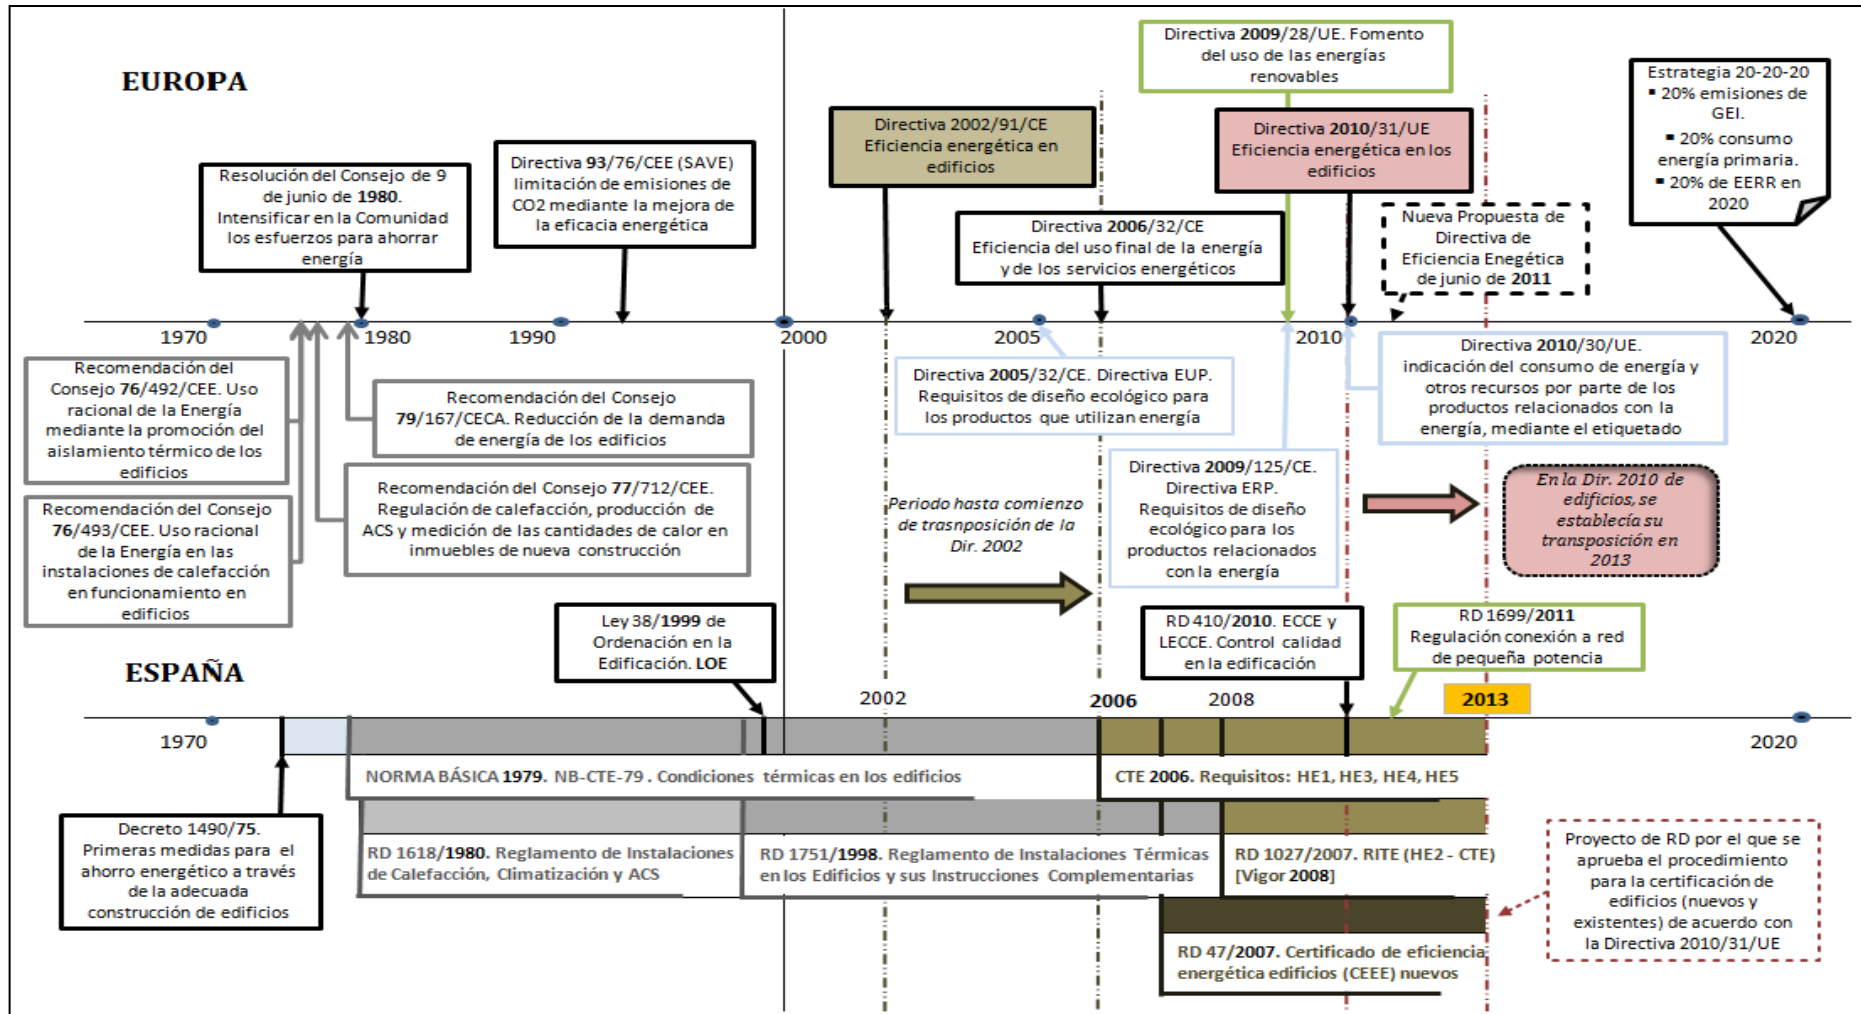 EUROPA
Directiva 2009/28/UE. Fomento
del uso de las energías
renovables
Estrategia 20-20-20
▪ 20% emisiones de
GEI.
▪ 20% consumo
energía primaria.
▪ 20% de EERR en
2020
Directiva 2002/91/CE
Eficiencia energética en
edificios
Directiva 2010/31/UE
Eficiencia energética en los
edificios
Resolución del Consejo de 9
de junio de 1980.
Intensificar en la Comunidad
los esfuerzos para ahorrar
energía
Directiva 93/76/CEE (SAVE)
limitación de emisiones de
CO2 mediante la mejora de
la eficacia energética
Directiva 2006/32/CE
Eficiencia del uso final de la energía
y de los servicios energéticos
Nueva Propuesta de
Directiva de
Eficiencia Enegética
de junio de 2011
1970
1980
1990
2000
2005
2010
2020
Recomendación del
Consejo 76/492/CEE. Uso
racional de la Energía
mediante la promoción del
aislamiento térmico de los
edificios
Recomendación del Consejo
79/167/CECA. Reducción de la demanda
de energía de los edificios
Directiva 2005/32/CE. Directiva EUP.
Requisitos de diseño ecológico para
los productos que utilizan energía
Directiva 2010/30/UE.
indicación del consumo de energía y
otros recursos por parte de los
productos relacionados con la
energía, mediante el etiquetado
Recomendación del Consejo
76/493/CEE. Uso racional
de la Energía en las
instalaciones de calefacción
en funcionamiento en
edificios
Recomendación del Consejo 77/712/CEE.
Regulación de calefacción, producción de
ACS y medición de las cantidades de calor en
inmuebles de nueva construcción
Periodo hasta comienzo
de trasnposición de la
Dir. 2002
Directiva 2009/125/CE.
Directiva ERP.
Requisitos de diseño
ecológico para los
productos relacionados
con la energía
En la Dir. 2010 de
edificios, se
establecía su
transposición en
2013
ESPAÑA
Ley 38/1999 de
Ordenación en la
Edificación. LOE
RD 410/2010. ECCE y
LECCE. Control calidad
en la edificación
RD 1699/2011
Regulación conexión a red
de pequeña potencia
2002
2006
2008
2013
1970
2020
NORMA BÁSICA 1979. NB-CTE-79 . Condiciones térmicas en los edificios
CTE 2006. Requisitos: HE1, HE3, HE4, HE5
Decreto 1490/75.
Primeras medidas para el
ahorro energético a través
de la adecuada
construcción de edificios
RD 1618/1980. Reglamento de Instalaciones
de Calefacción, Climatización y ACS
RD 1751/1998. Reglamento de Instalaciones Térmicas
en los Edificios y sus Instrucciones Complementarias
RD 1027/2007. RITE (HE2 - CTE)
[Vigor 2008]
Proyecto de RD por el que se
aprueba el procedimiento
para la certificación de
edificios (nuevos y
existentes) de acuerdo con
la Directiva 2010/31/UE
RD 47/2007. Certificado de eficiencia
energética edificios (CEEE) nuevos